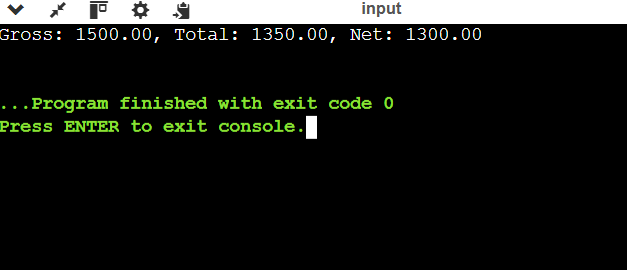 input
Gross: 1500.00, Total: 1350.00, Net: 1300.00
...Program finished with exit code 0
Press ENTER to exit console.